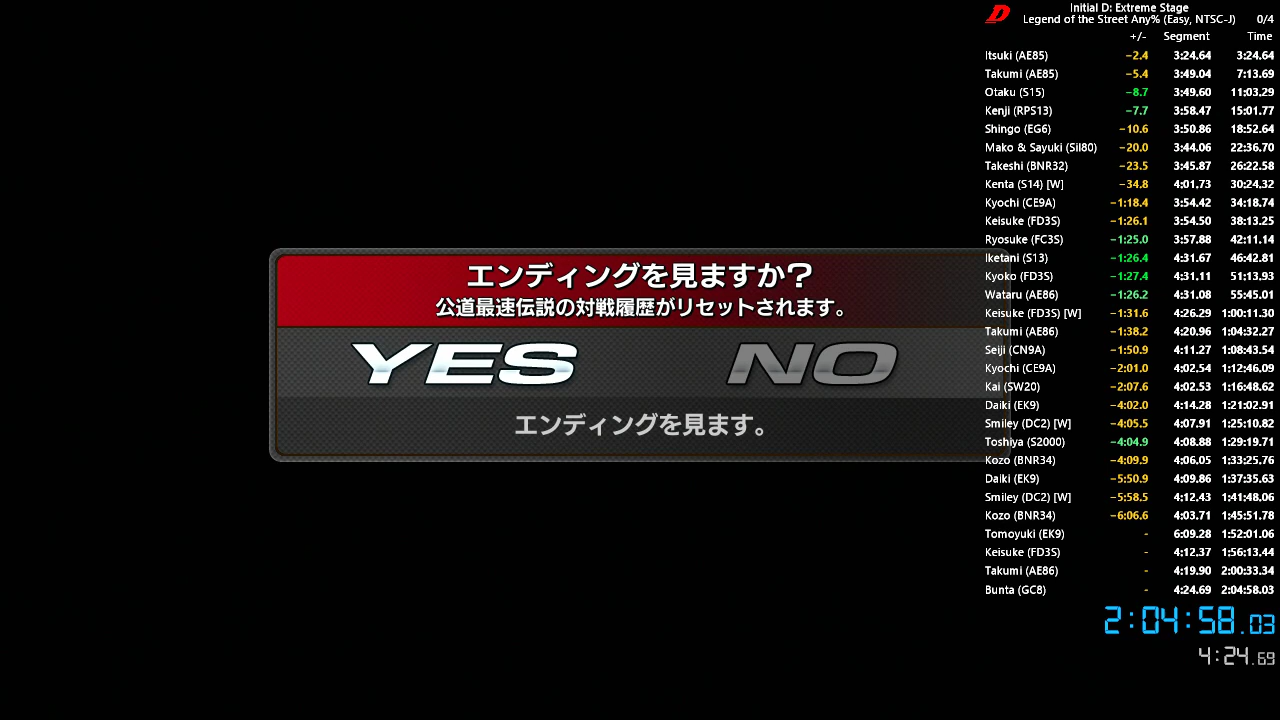 Initial D: Extreme Stage
Legend of the Street Any% (Easy, NTSC-J) 0/4
+/- Segment Time
Itsuki (AE85) −2.4 3:24.64 3:24.64
Takumi (AE85) −5.4 3:49.04 7:13.69
Otaku (S15) −8.7 3:49.60 11:03.29
Kenji (RPS13) −7.7 3:58.47 15:01.77
Shingo (EG6) −10.6 3:50.86 18:52.64
Mako & Sayuki (Sil80) −20.0 3:44.06 22:36.70
Takeshi (BNR32) −23.5 3:45.87 26:22.58
Kenta (S14) [W] −34.8 4:01.73 30:24.32
Kyochi (CE9A) −1:18.4 3:54.42 34:18.74
Keisuke (FD3S) −1:26.1 3:54.50 38:13.25
Ryosuke (FC3S) −1:25.0 3:57.88 42:11.14
Iketani (S13) −1:26.4 4:31.67 46:42.81
Kyoko (FD3S) −1:27.4 4:31.11 51:13.93
Wataru (AE86) −1:26.2 4:31.08 55:45.01
Keisuke (FD3S) [W] −1:31.6 4:26.29 1:00:11.30
Takumi (AE86) −1:38.2 4:20.96 1:04:32.27
Seiji (CN9A) −1:50.9 4:11.27 1:08:43.54
Kyochi (CE9A) −2:01.0 4:02.54 1:12:46.09
Kai (SW20) −2:07.6 4:02.53 1:16:48.62
Daiki (EK9) −4:02.0 4:14.28 1:21:02.91
Smiley (DC2) [W] −4:05.5 4:07.91 1:25:10.82
Toshiya (S2000) −4:04.9 4:08.88 1:29:19.71
Kozo (BNR34) −4:09.9 4:06.05 1:33:25.76
Daiki (EK9) −5:50.9 4:09.86 1:37:35.63
Smiley (DC2) [W] −5:58.5 4:12.43 1:41:48.06
Kozo (BNR34) −6:06.6 4:03.71 1:45:51.78
Tomoyuki (EK9) - 6:09.28 1:52:01.06
Keisuke (FD3S) - 4:12.37 1:56:13.44
Takumi (AE86) - 4:19.90 2:00:33.34
Bunta (GC8) - 4:24.69 2:04:58.03
2:04:58.03
4:24.69
エンディングを見ますか?
公道最速伝説の対戦履歴がリセットされます。
YES NO
エンディングを見ます。